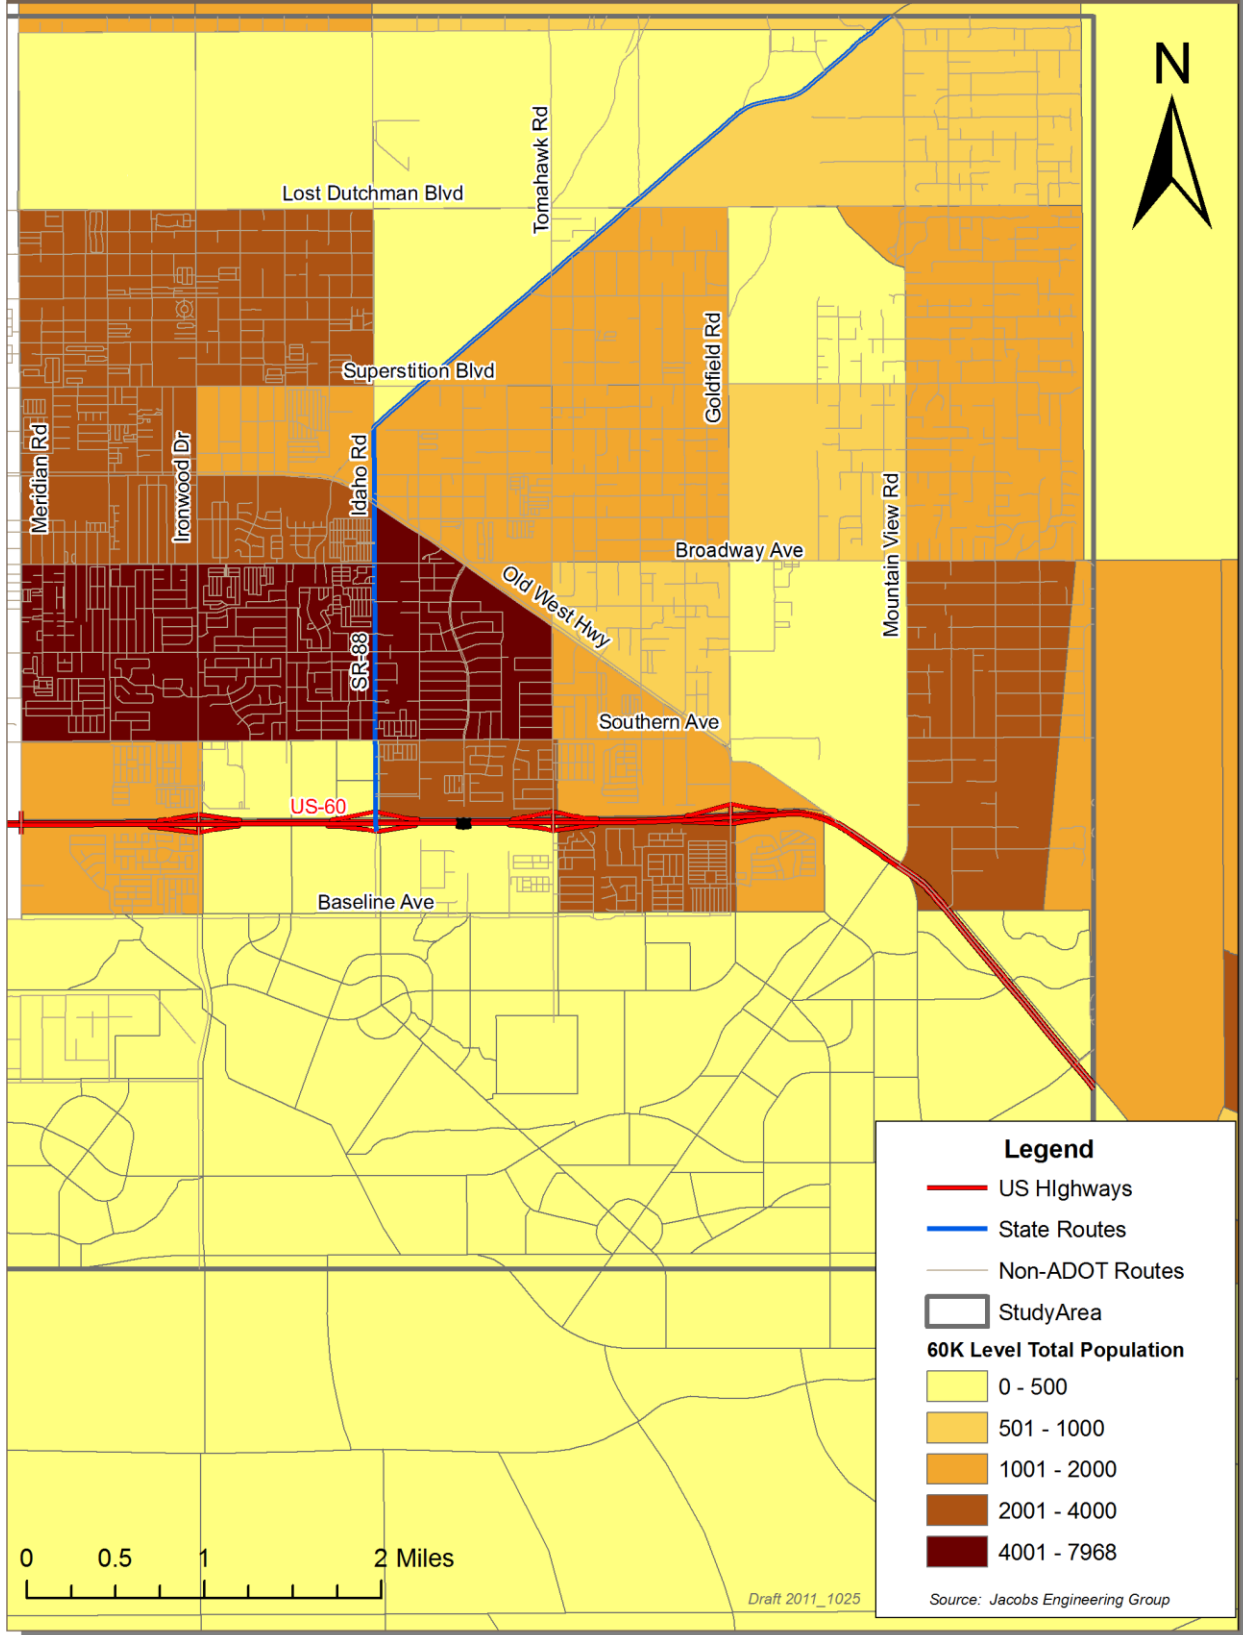 N
Tomahawk Rd
Lost Dutchman Blvd
Goldfield Rd
Superstition Blvd
Meridian Rd
Ironwood Dr
Idaho Rd
Mountain View Rd
Broadway Ave
Old West Hwy
SR-88
Southern Ave
US-60
Baseline Ave
Legend
US HIghways
State Routes
Non-ADOT Routes
StudyArea
60K Level Total Population
0 - 500
501 - 1000
1001 - 2000
2001 - 4000
4001 - 7968
0 0.5 1 2 Miles
Draft 2011_1025
Source: Jacobs Engineering Group